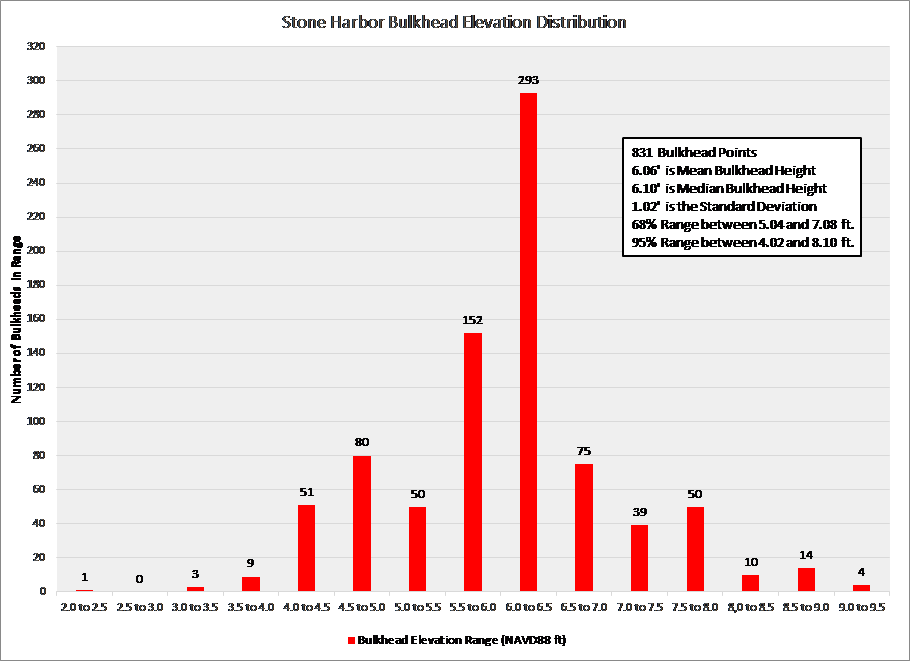 Stone Harbor Bulkhead Elevation Distribution
Number of Bulkheads in Range
320
300
280
260
240
220
200
180
160
140
120
100
80
60
40
20
0
1
0
3
9
51
80
50
152
293
75
39
50
10
14
4
831 Bulkhead Points
6.06' is Mean Bulkhead Height
6.10' is Median Bulkhead Height
1.02' is the Standard Deviation
68% Range between 5.04 and 7.08 ft.
95% Range between 4.02 and 8.10 ft.
2.0 to 2.5
2.5 to 3.0
3.0 to 3.5
3.5 to 4.0
4.0 to 4.5
4.5 to 5.0
5.0 to 5.5
5.5 to 6.0
6.0 to 6.5
6.5 to 7.0
7.0 to 7.5
7.5 to 8.0
8,0 to 8.5
8.5 to 9.0
9.0 to 9.5
Bulkhead Elevation Range (NAVD88 ft)